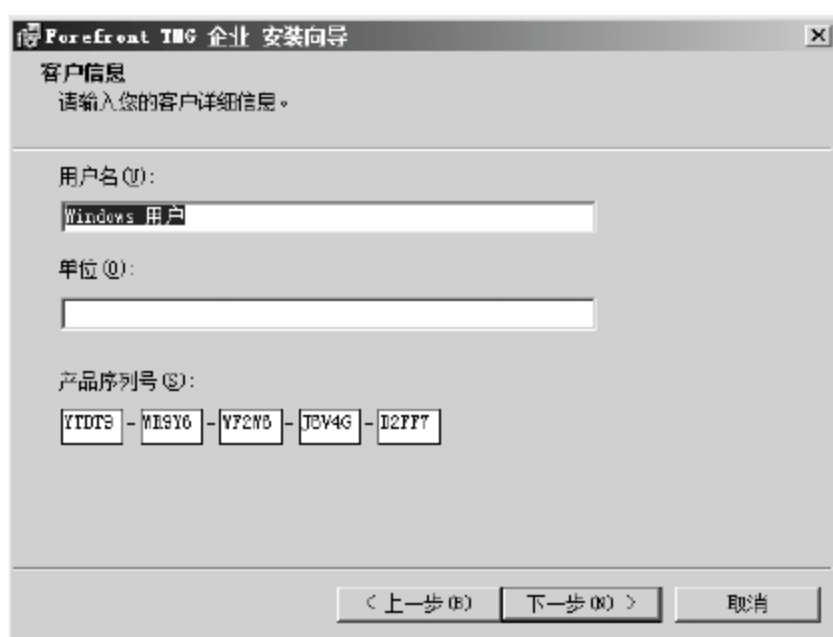 Forefront TMG 企业 安装向导
客户信息
请输入您的客户详细信息。
用户名(U):
Windows 用户
单位(O):
产品序列号(S):
< 上一步(B)
下一步(N) >
取消